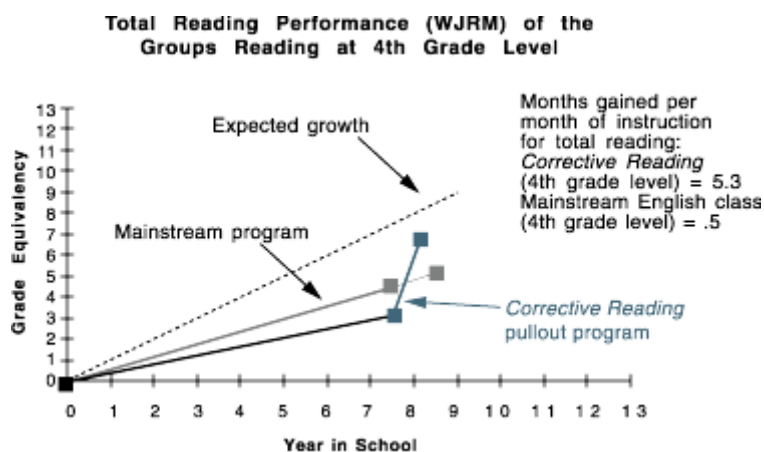 Total Reading Performance (WJRM) of the
Groups Reading at 4th Grade Level
Months gained per
month of instruction
for total reading:
Corrective Reading
(4th grade level) = 5.3
Mainstream English class
(4th grade level) = .5
Expected growth
Mainstream program
Corrective Reading
pullout program
Grade Equivalency
13
12
11
10
9
8
7
6
5
4
3
2
1
0
0 1 2 3 4 5 6 7 8 9 10 11 12 13
Year in School